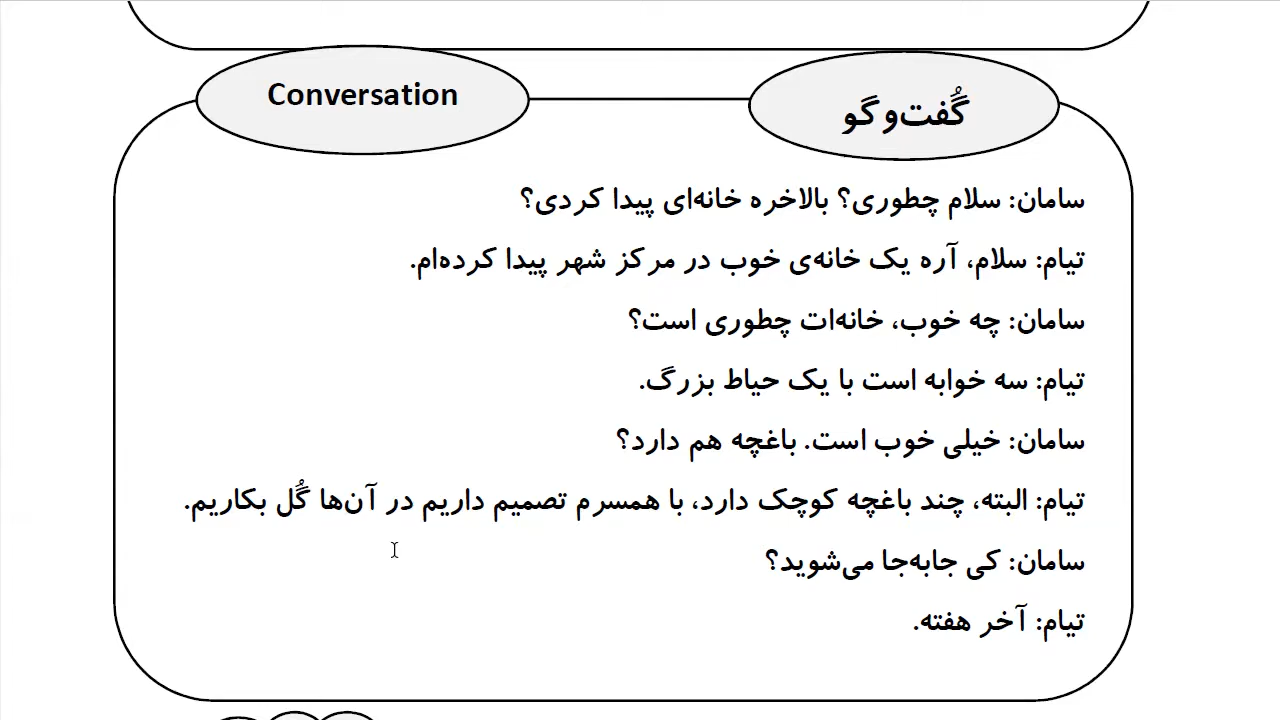 Conversation
گُفت‌و‌گو
سامان: سلام چطوری؟ بالاخره خانه‌ای پیدا کردی؟
تیام: سلام، آره یک خانه‌ی خوب در مرکز شهر پیدا کرده‌ام.
سامان: چه خوب، خانه‌ات چطوری است؟
تیام: سه خوابه است با یک حیاط بزرگ.
سامان: خیلی خوب است. باغچه هم دارد؟
تیام: البته، چند باغچه کوچک دارد، با همسرم تصمیم داریم در آن‌ها گُل بکاریم.
سامان: کی جابه‌جا می‌شوید؟
تیام: آخر هفته.